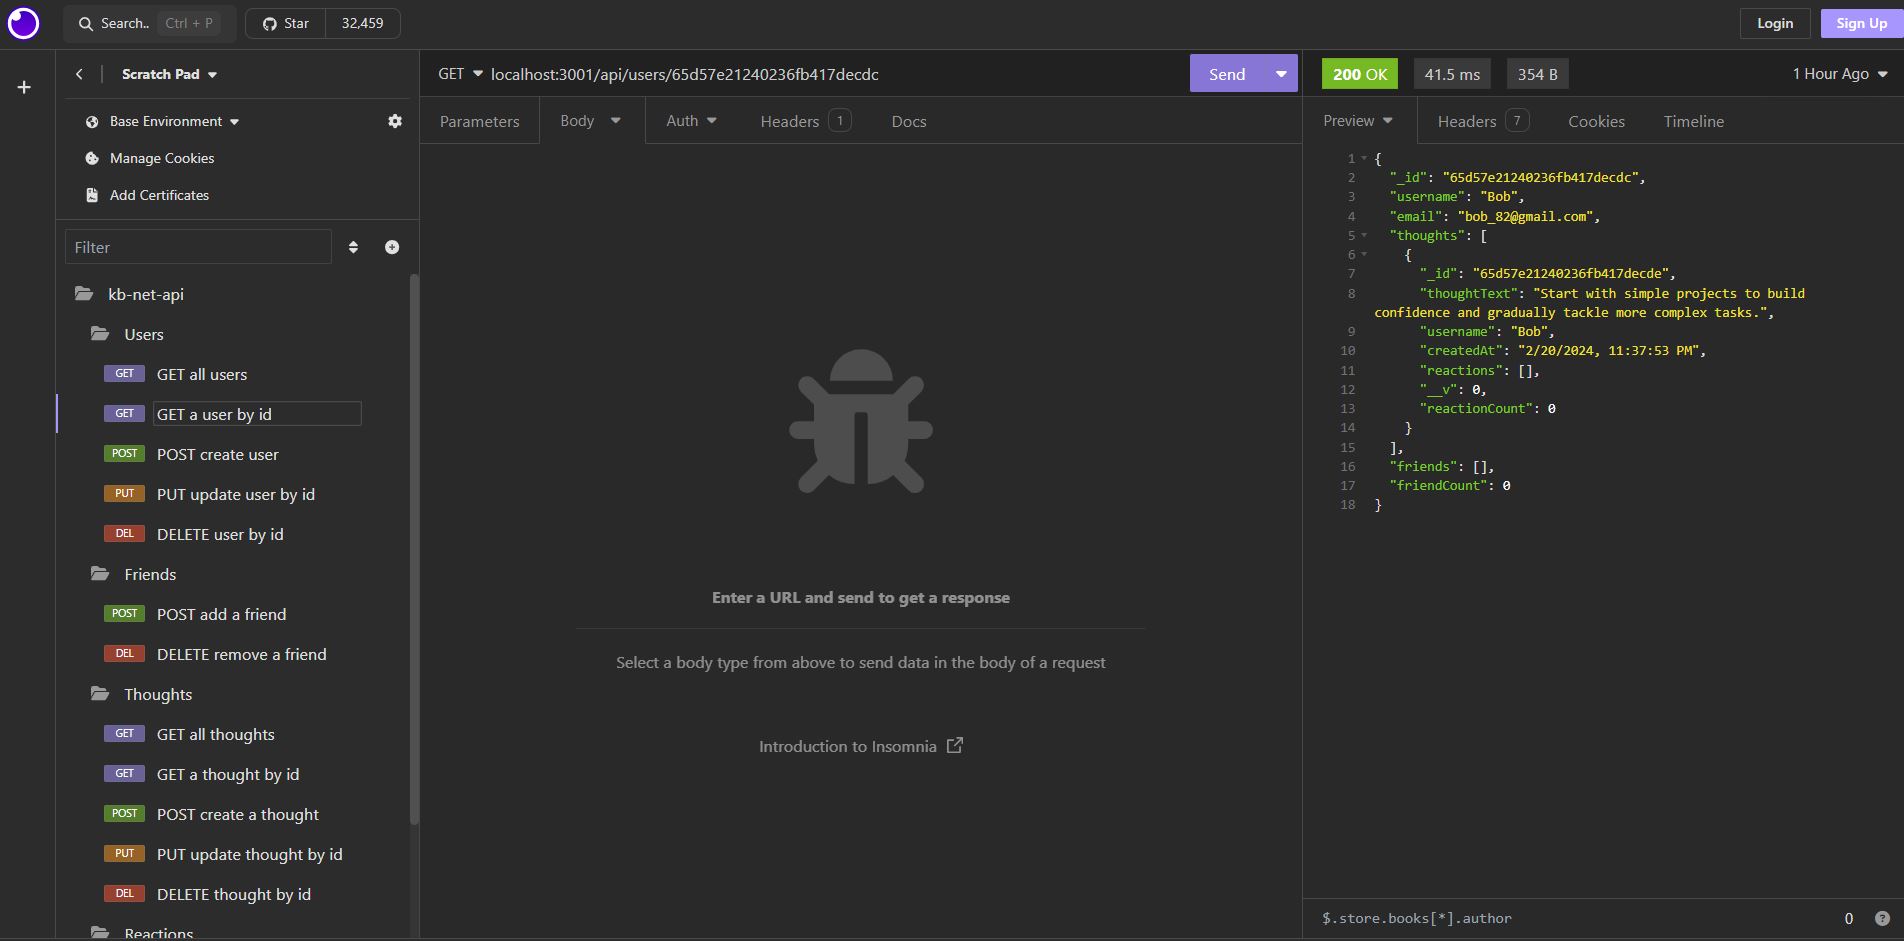 Search.. Ctrl + P Star 32,459 Login Sign Up
Scratch Pad
Base Environment
Manage Cookies
Add Certificates
Filter
kb-net-api
Users
GET GET all users
GET GET a user by id
POST POST create user
PUT PUT update user by id
DEL DELETE user by id
Friends
POST POST add a friend
DEL DELETE remove a friend
Thoughts
GET GET all thoughts
GET GET a thought by id
POST POST create a thought
PUT PUT update thought by id
DEL DELETE thought by id
Reactions
GET localhost:3001/api/users/65d57e21240236fb417decdc Send
Parameters Body Auth Headers 1 Docs
Enter a URL and send to get a response
Select a body type from above to send data in the body of a request
Introduction to Insomnia
200 OK 41.5 ms 354 B 1 Hour Ago
Preview Headers 7 Cookies Timeline
1 {
2 "_id": "65d57e21240236fb417decdc",
3 "username": "Bob",
4 "email": "bob_82@gmail.com",
5 "thoughts": [
6 {
7 "_id": "65d57e21240236fb417decde",
8 "thoughtText": "Start with simple projects to build
confidence and gradually tackle more complex tasks.",
9 "username": "Bob",
10 "createdAt": "2/20/2024, 11:37:53 PM",
11 "reactions": [],
12 "__v": 0,
13 "reactionCount": 0
14 }
15 ],
16 "friends": [],
17 "friendCount": 0
18 }
$.store.books[*].author 0 ?